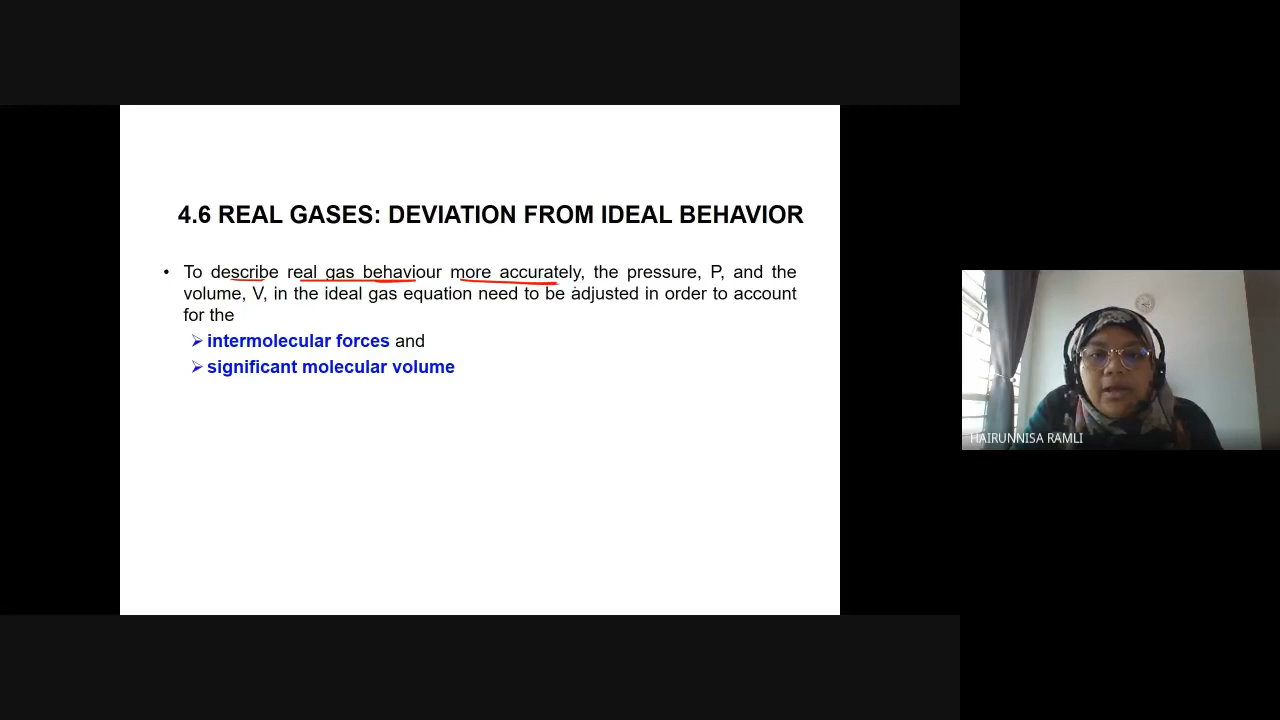 4.6 REAL GASES: DEVIATION FROM IDEAL BEHAVIOR
• To describe real gas behaviour more accurately, the pressure, P, and the
volume, V, in the ideal gas equation need to be adjusted in order to account
for the
➢ intermolecular forces and
➢ significant molecular volume
HAIRUNNISA RAMLI